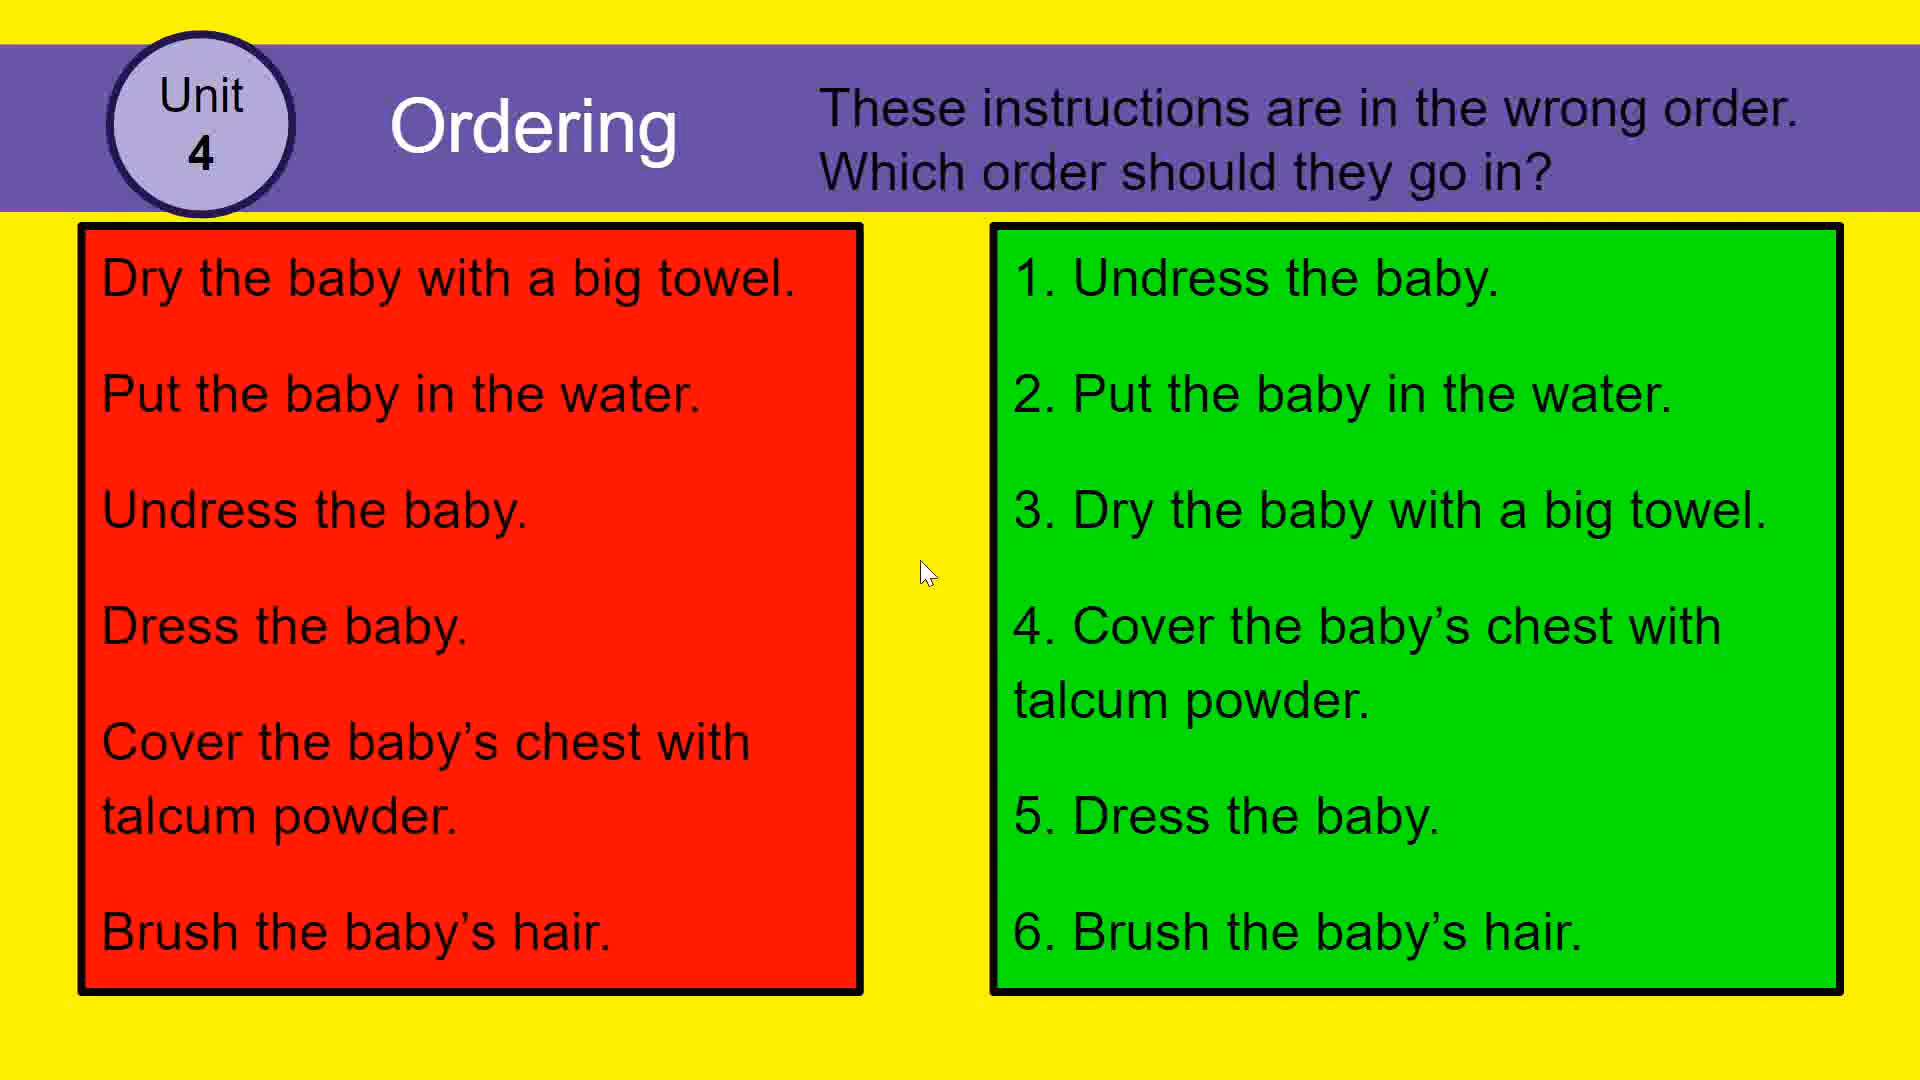 Unit
4
Ordering
These instructions are in the wrong order.
Which order should they go in?
Dry the baby with a big towel.
Put the baby in the water.
Undress the baby.
Dress the baby.
Cover the baby’s chest with
talcum powder.
Brush the baby’s hair.
1. Undress the baby.
2. Put the baby in the water.
3. Dry the baby with a big towel.
4. Cover the baby’s chest with
talcum powder.
5. Dress the baby.
6. Brush the baby’s hair.